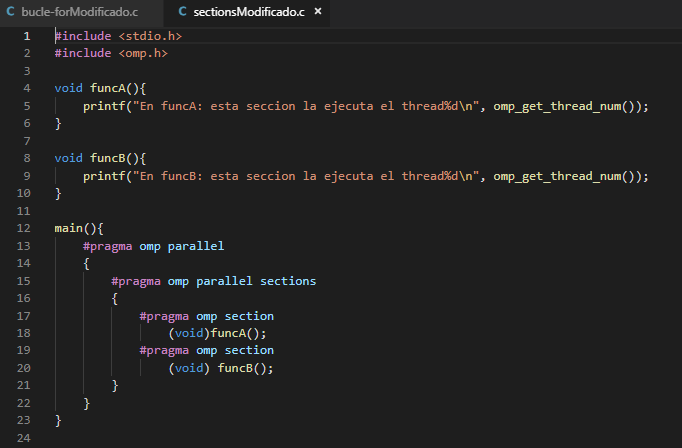 bucle-forModificado.c
sectionsModificado.c
1 #include <stdio.h>
2 #include <omp.h>
3
4 void funcA(){
5     printf("En funcA: esta seccion la ejecuta el thread%d\n", omp_get_thread_num());
6 }
7
8 void funcB(){
9     printf("En funcB: esta seccion la ejecuta el thread%d\n", omp_get_thread_num());
10 }
11
12 main(){
13     #pragma omp parallel
14     {
15         #pragma omp parallel sections
16         {
17             #pragma omp section
18                 (void)funcA();
19             #pragma omp section
20                 (void) funcB();
21         }
22     }
23 }
24